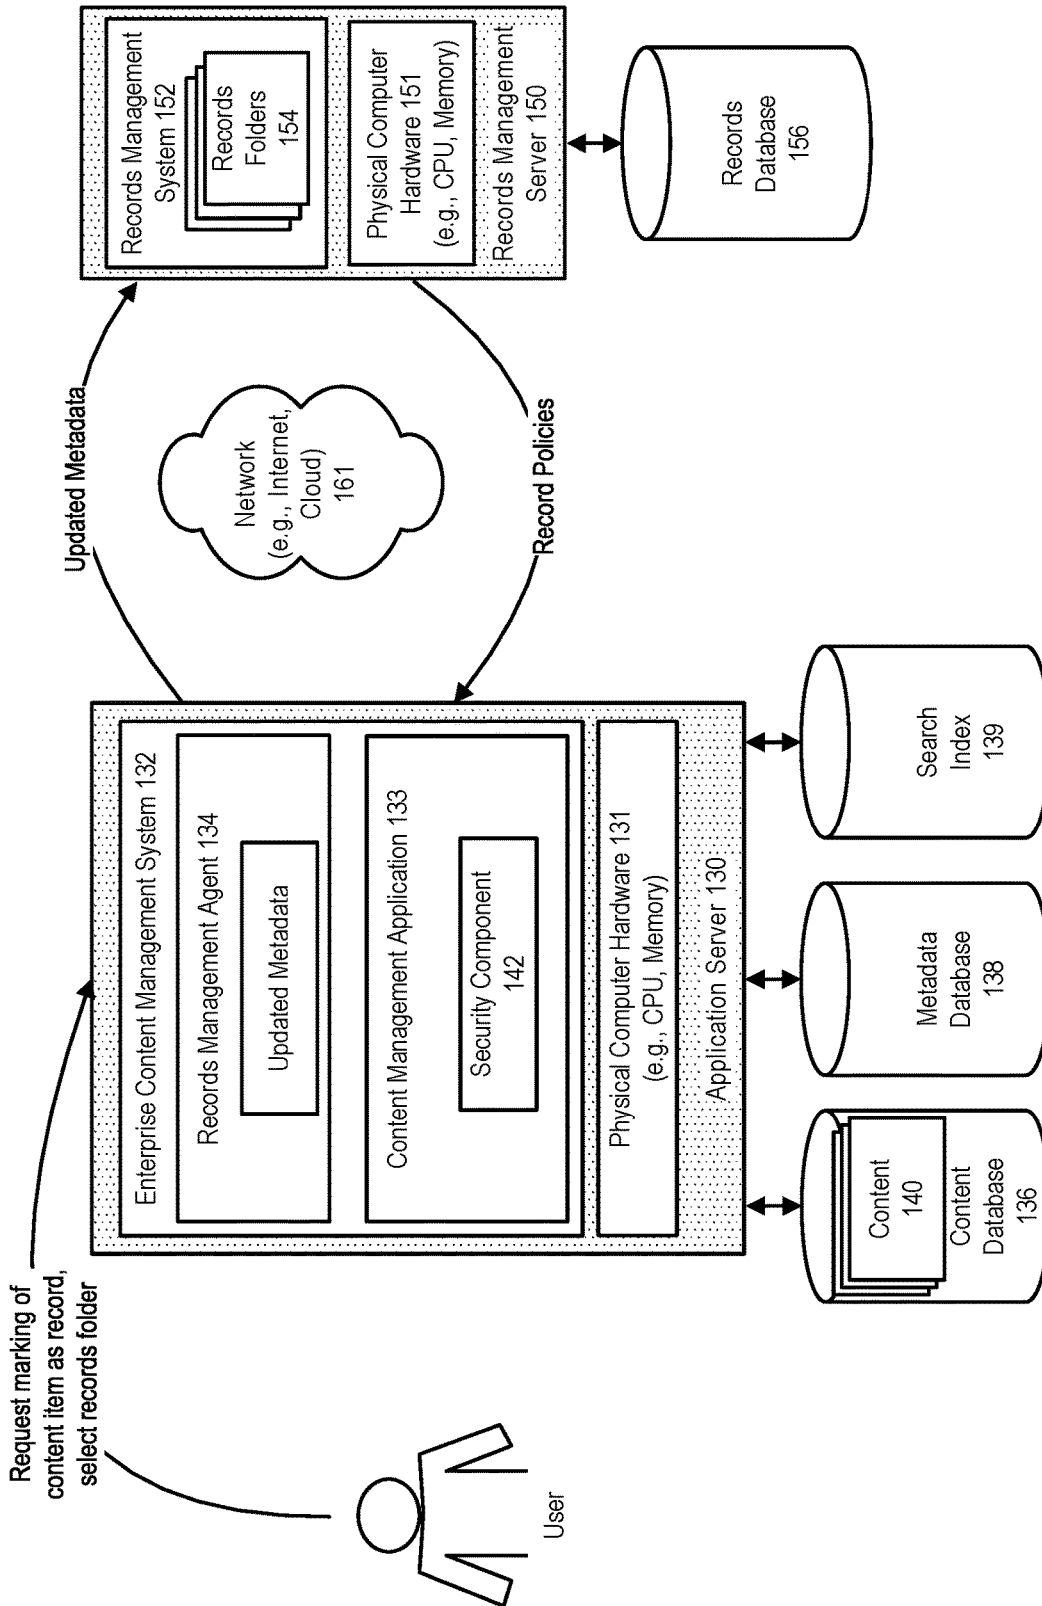 Request marking of
content item as record,
select records folder
User
Enterprise Content Management System 132
Records Management Agent 134
Updated Metadata
Content Management Application 133
Security Component
142
Physical Computer Hardware 131
(e.g., CPU, Memory)
Application Server 130
Content
140
Content
Database
136
Metadata
Database
138
Search
Index
139
Updated Metadata
Network
(e.g., Internet,
Cloud)
161
Record Policies
Records Management
System 152
Records
Folders
154
Physical Computer
Hardware 151
(e.g., CPU, Memory)
Records Management
Server 150
Records
Database
156